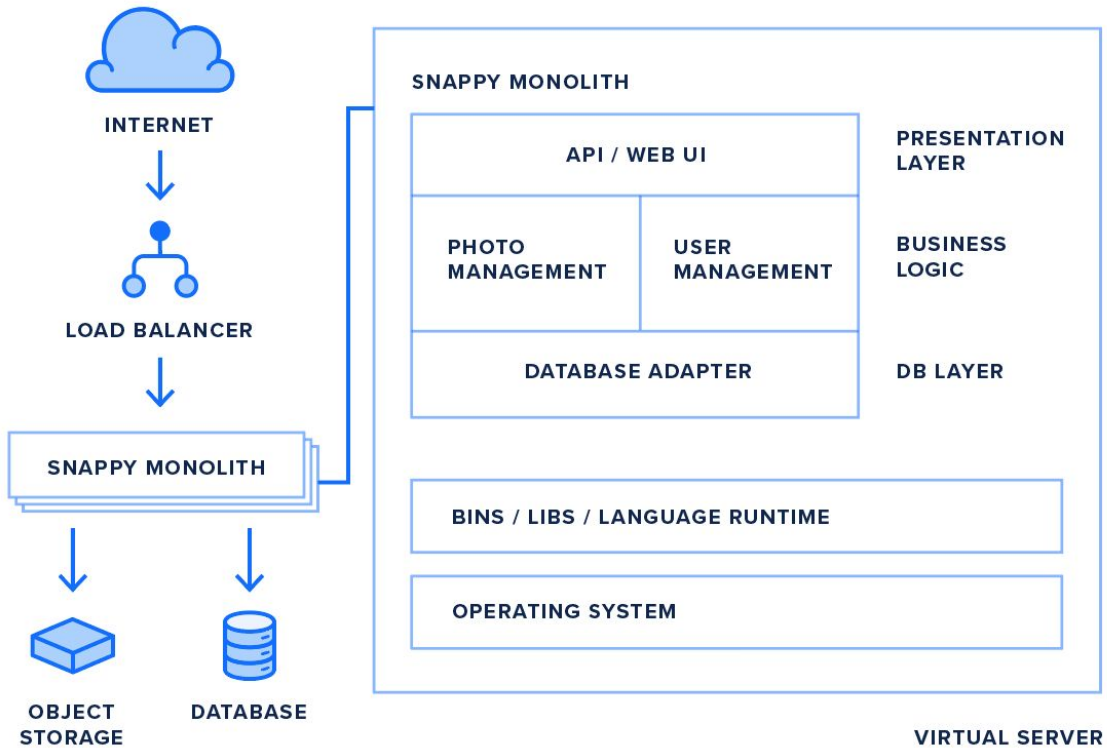 INTERNET
LOAD BALANCER
SNAPPY MONOLITH
OBJECT
STORAGE
DATABASE
SNAPPY MONOLITH
API / WEB UI
PRESENTATION
LAYER
PHOTO
MANAGEMENT
USER
MANAGEMENT
BUSINESS
LOGIC
DATABASE ADAPTER
DB LAYER
BINS / LIBS / LANGUAGE RUNTIME
OPERATING SYSTEM
VIRTUAL SERVER